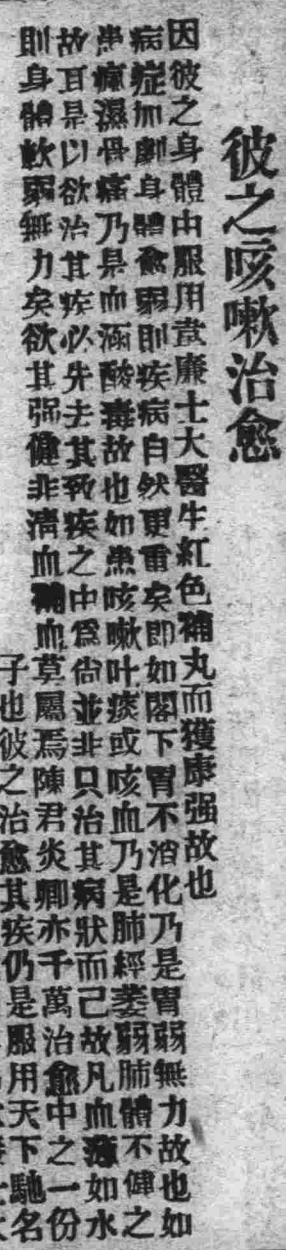 彼之咳嗽治愈
因彼之身體由服用韋廉士大醫生紅色補丸而獲康强故也
病症加劇身體愈弱則疾病自然更重矣即如閣下胃不消化乃是胃弱無力故也如
患瘋濕骨痛乃是血涵酸毒故也如患咳嗽吐痰或咳血乃是肺經萎弱肺體不健之
故耳是以欲治其疾必先去其致疾之中爲尙並非只治其病狀而已故凡血薄如水
則身體軟弱無力矣欲其强健非淸血補血莫屬焉陳君炎卿亦千萬治愈中之一份
子也彼之治愈其疾仍是服用天下馳名